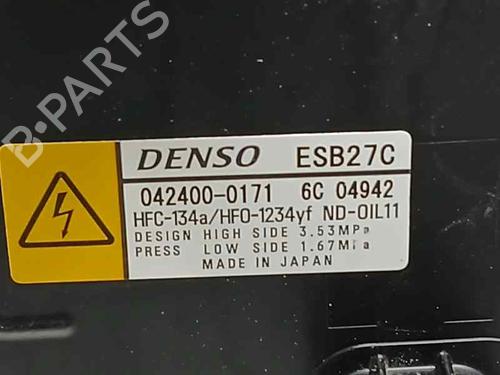 DENSO ESB27C
042400-0171 6C 04942
HFC-134a/HFO-1234yf ND-OIL11
DESIGN HIGH SIDE 3.53MPa
PRESS LOW SIDE 1.67MPa
MADE IN JAPAN
B-PARTS